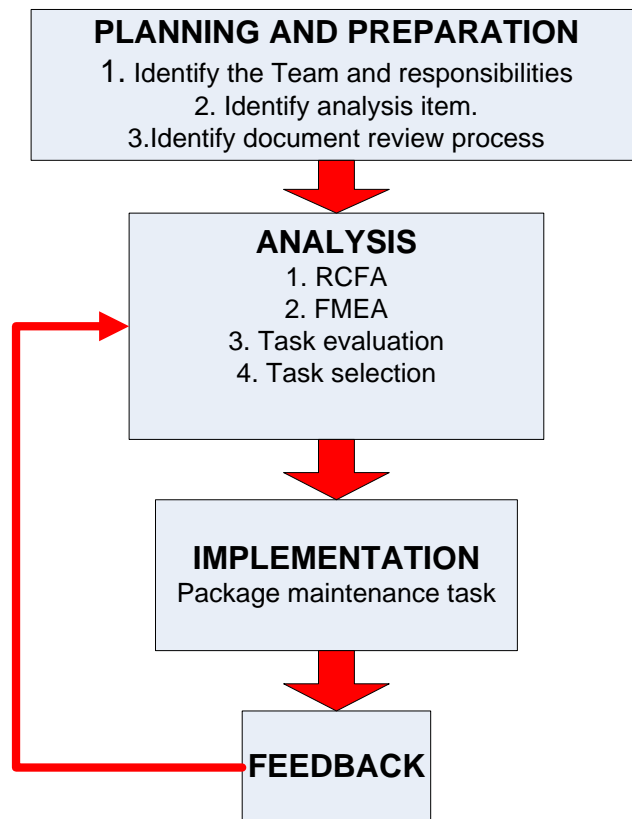 PLANNING AND PREPARATION
1. Identify the Team and responsibilities
2. Identify analysis item.
3.Identify document review process
ANALYSIS
1. RCFA
2. FMEA
3. Task evaluation
4. Task selection
IMPLEMENTATION
Package maintenance task
FEEDBACK